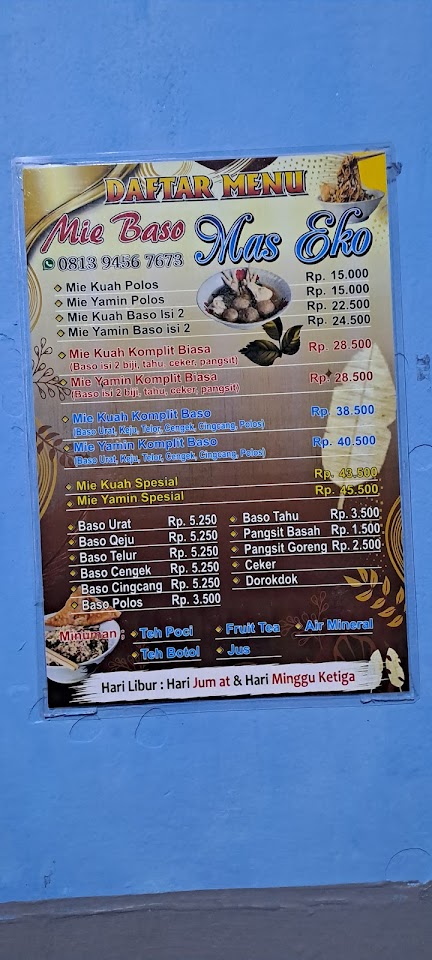 DAFTAR MENU
Mie Baso Mas Eko
0813 9456 7673
Mie Kuah Polos Rp. 15.000
Mie Yamin Polos Rp. 15.000
Mie Kuah Baso Isi 2 Rp. 22.500
Mie Yamin Baso isi 2 Rp. 24.500
Mie Kuah Komplit Biasa Rp. 28.500
(Baso isi 2 biji, tahu, ceker, pangsit)
Mie Yamin Komplit Biasa Rp. 28.500
(Baso isi 2 biji, tahu, ceker, pangsit)
Mie Kuah Komplit Baso Rp. 38.500
(Baso Urat, Keju, Telor, Cengek, Cingcang, Polos)
Mie Yamin Komplit Baso Rp. 40.500
(Baso Urat, Keju, Telur, Cengek, Cingcang, Polos)
Mie Kuah Spesial Rp. 43.500
Mie Yamin Spesial Rp. 45.500
Baso Urat Rp. 5.250
Baso Qeju Rp. 5.250
Baso Telur Rp. 5.250
Baso Cengek Rp. 5.250
Baso Cingcang Rp. 5.250
Baso Polos Rp. 3.500
Baso Tahu Rp. 3.500
Pangsit Basah Rp. 1.500
Pangsit Goreng Rp. 2.500
Ceker
Dorokdok
Minuman : Teh Poci Fruit Tea Air Mineral
Teh Botol Jus
Hari Libur : Hari Jum at & Hari Minggu Ketiga